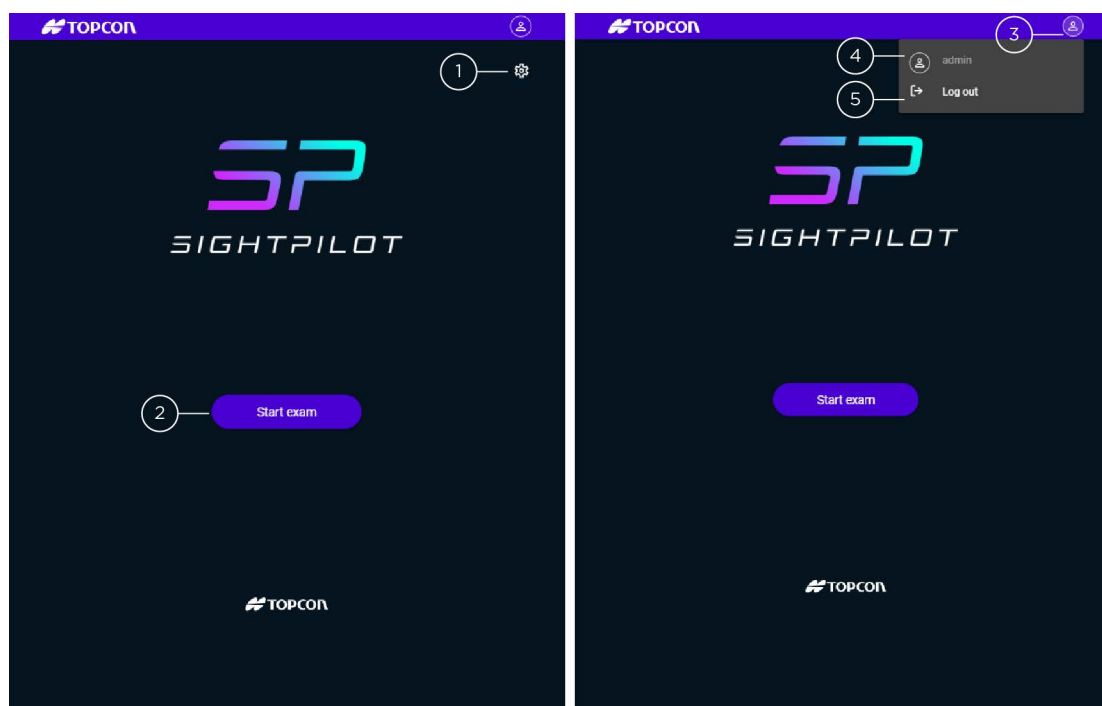 TOPCON
1
SP
SIGHTPILOT
2
Start exam
TOPCON
TOPCON
3
4
admin
5
Log out
SP
SIGHTPILOT
Start exam
TOPCON